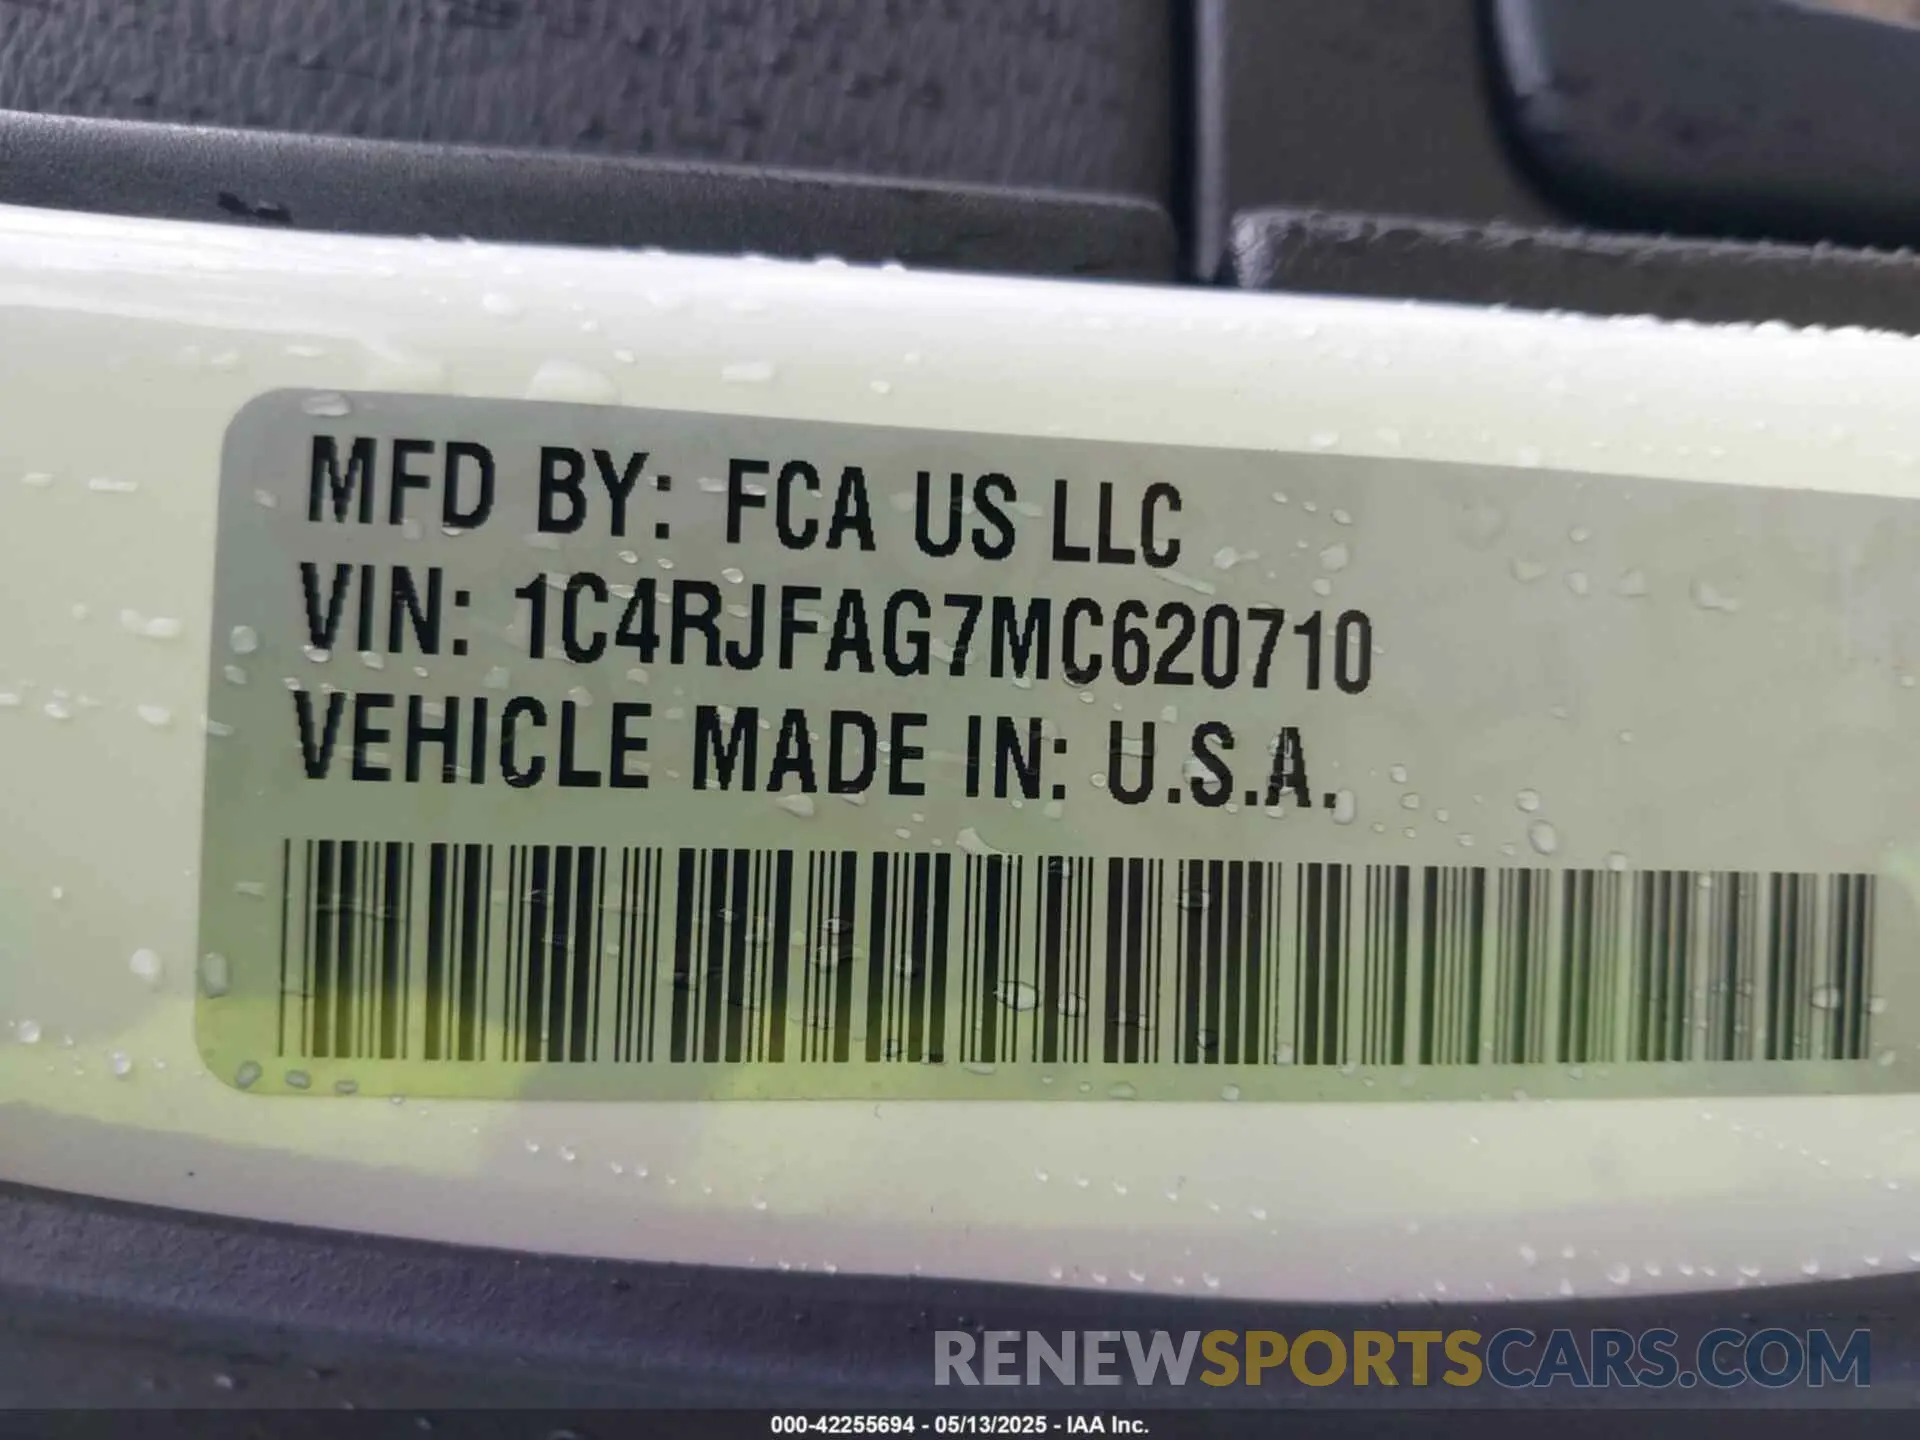 MFD BY: FCA US LLC
VIN: 1C4RJFAG7MC620710
VEHICLE MADE IN: U.S.A.
RENEWSPORTSCARS.COM
000-42255694 - 05/13/2025 - IAA Inc.